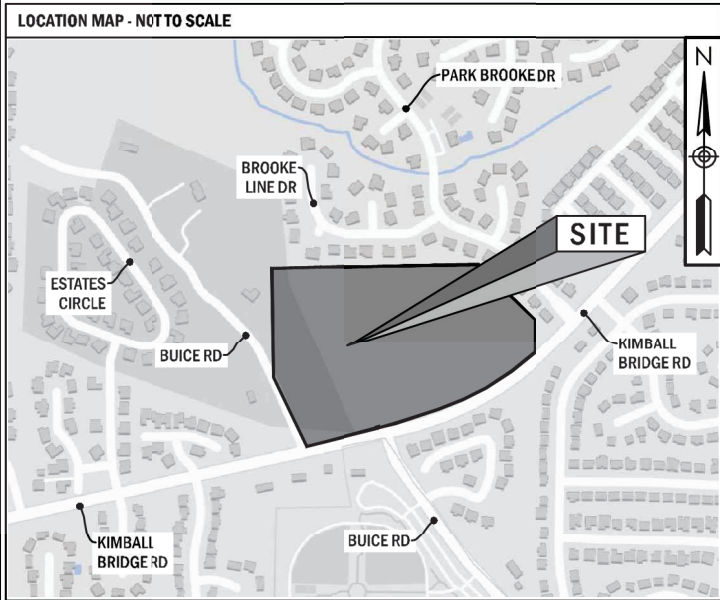 LOCATION MAP - NOT TO SCALE
N
PARK BROOKE DR
BROOKE
LINE DR
SITE
ESTATES
CIRCLE
BUICE RD
KIMBALL
BRIDGE RD
KIMBALL
BRIDGE RD
BUICE RD